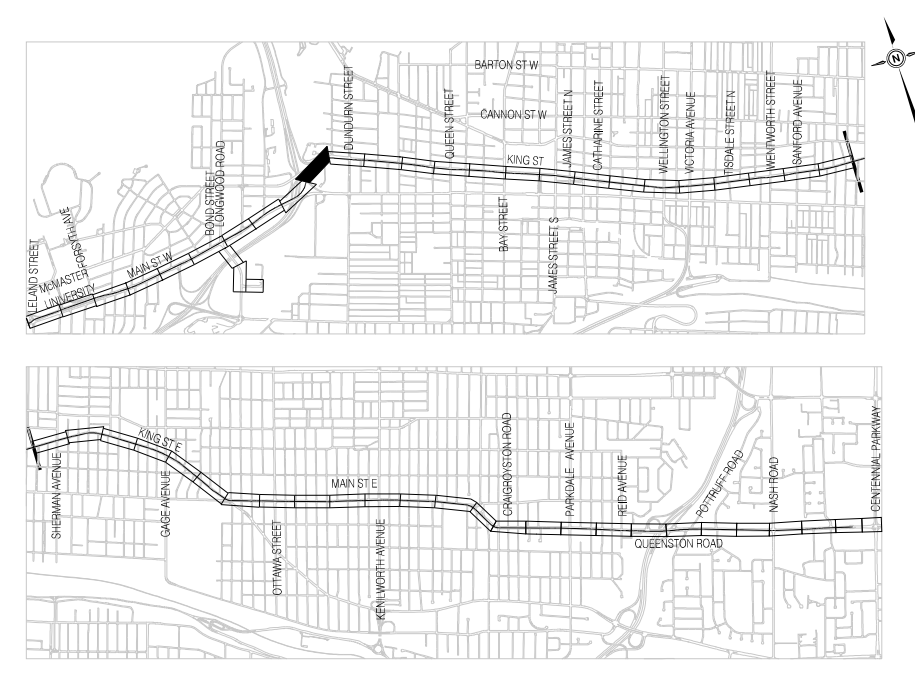 N
BARTON ST W
CANNON ST W
DUNDURN STREET
QUEEN STREET
JAMES STREET N
CATHARINE STREET
WELLINGTON STREET
VICTORIA AVENUE
TISDALE STREET N
WENTWORTH STREET
SANFORD AVENUE
KING ST
BOND STREET
LONGWOOD ROAD
BAY STREET
JAMES STREET S
LELAND STREET
FORSYTH AVE
McMASTER
UNIVERSITY
MAIN ST W
KING ST E
SHERMAN AVENUE
GAGE AVENUE
MAIN ST E
OTTAWA STREET
KENILWORTH AVENUE
CRAIGROYSTON ROAD
PARKDALE AVENUE
REID AVENUE
POTTRUFF ROAD
NASH ROAD
CENTENNIAL PARKWAY
QUEENSTON ROAD